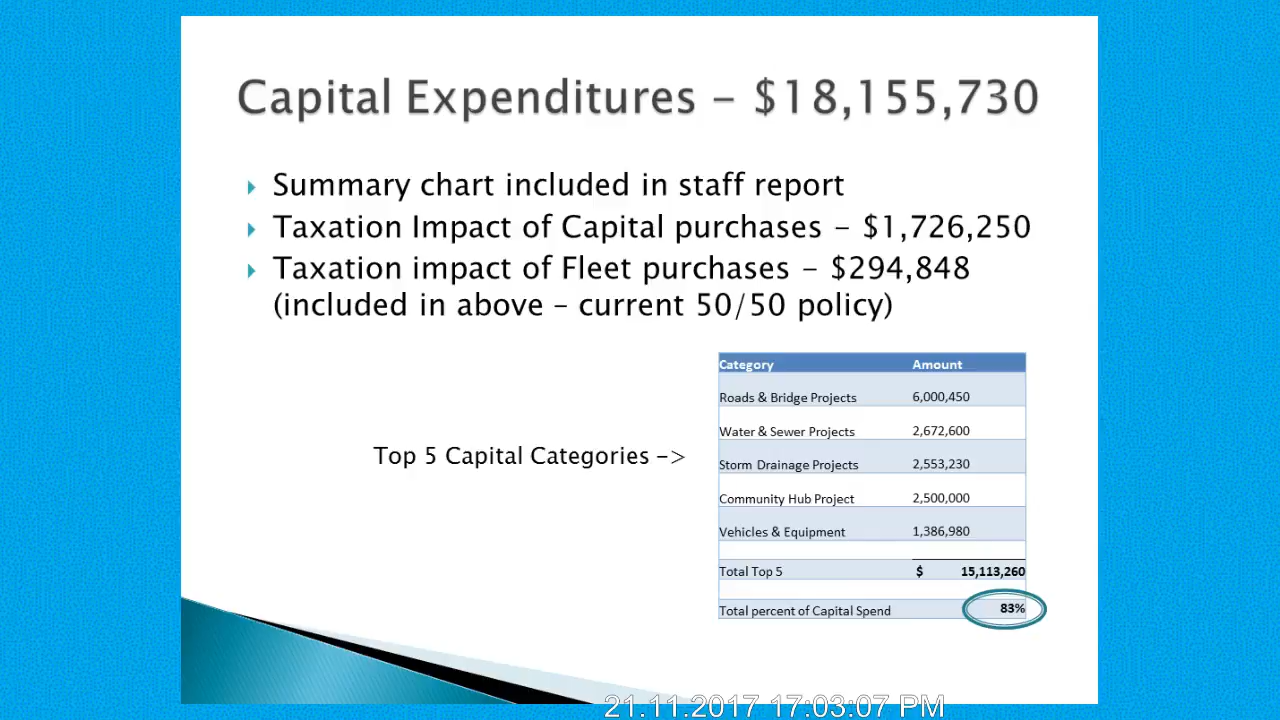 Capital Expenditures - $18,155,730
Summary chart included in staff report
Taxation Impact of Capital purchases - $1,726,250
Taxation impact of Fleet purchases - $294,848
(included in above – current 50/50 policy)
Top 5 Capital Categories ->
Category Amount
Roads & Bridge Projects 6,000,450
Water & Sewer Projects 2,672,600
Storm Drainage Projects 2,553,230
Community Hub Project 2,500,000
Vehicles & Equipment 1,386,980
Total Top 5 $ 15,113,260
Total percent of Capital Spend 83%
21.11.2017 17:03:07 PM